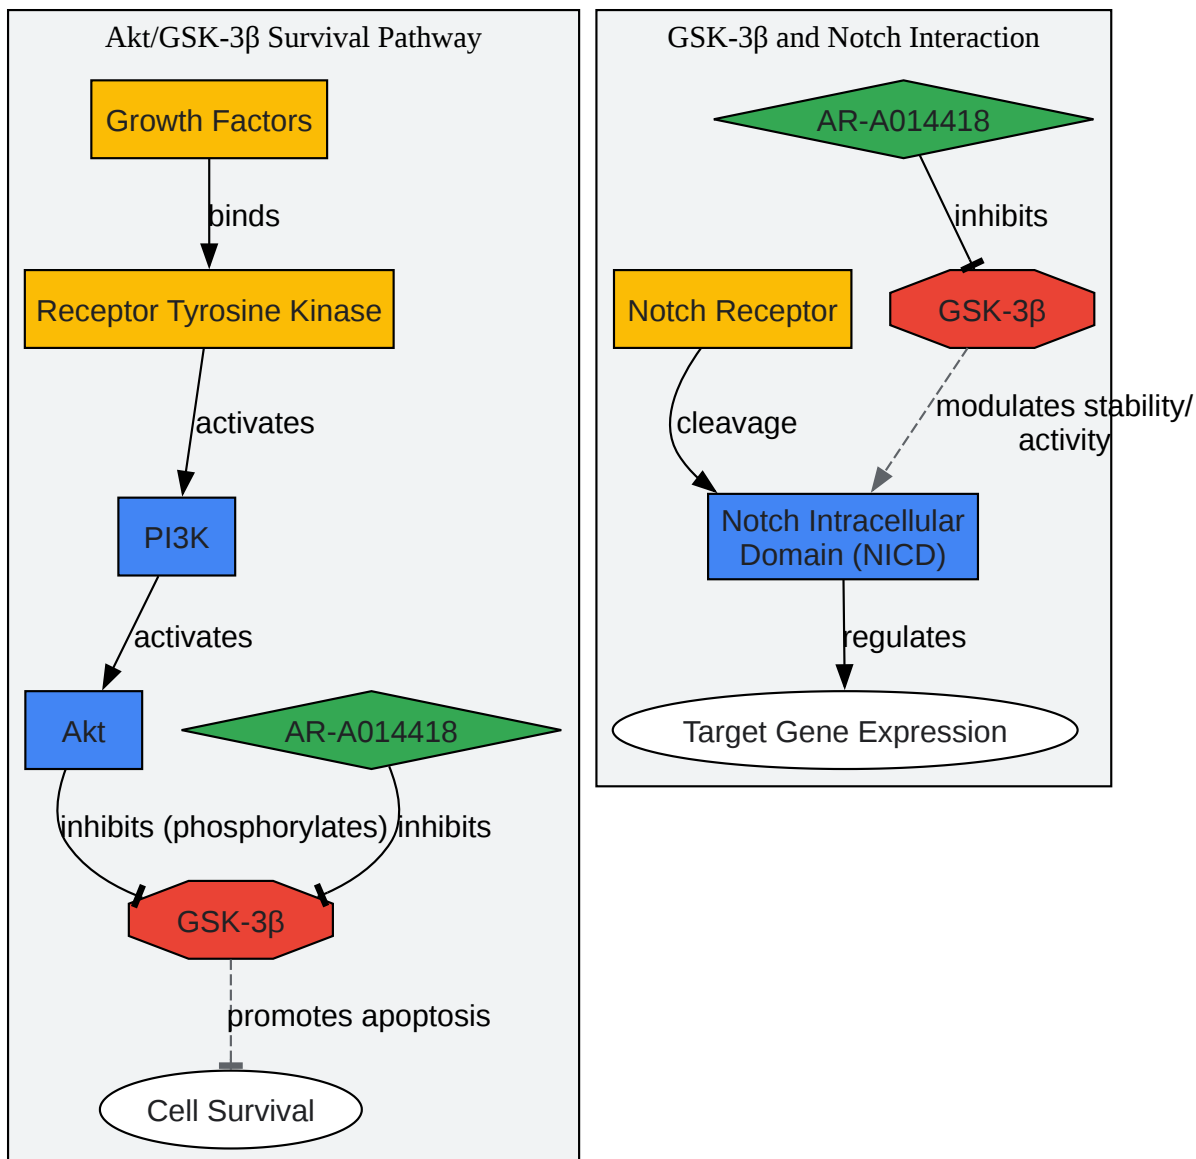 Akt/GSK-3β Survival Pathway
Growth Factors
binds
Receptor Tyrosine Kinase
activates
PI3K
activates
Akt
AR-A014418
inhibits (phosphorylates)
inhibits
GSK-3β
promotes apoptosis
Cell Survival
GSK-3β and Notch Interaction
AR-A014418
inhibits
Notch Receptor
GSK-3β
cleavage
modulates stability/
activity
Notch Intracellular
Domain (NICD)
regulates
Target Gene Expression